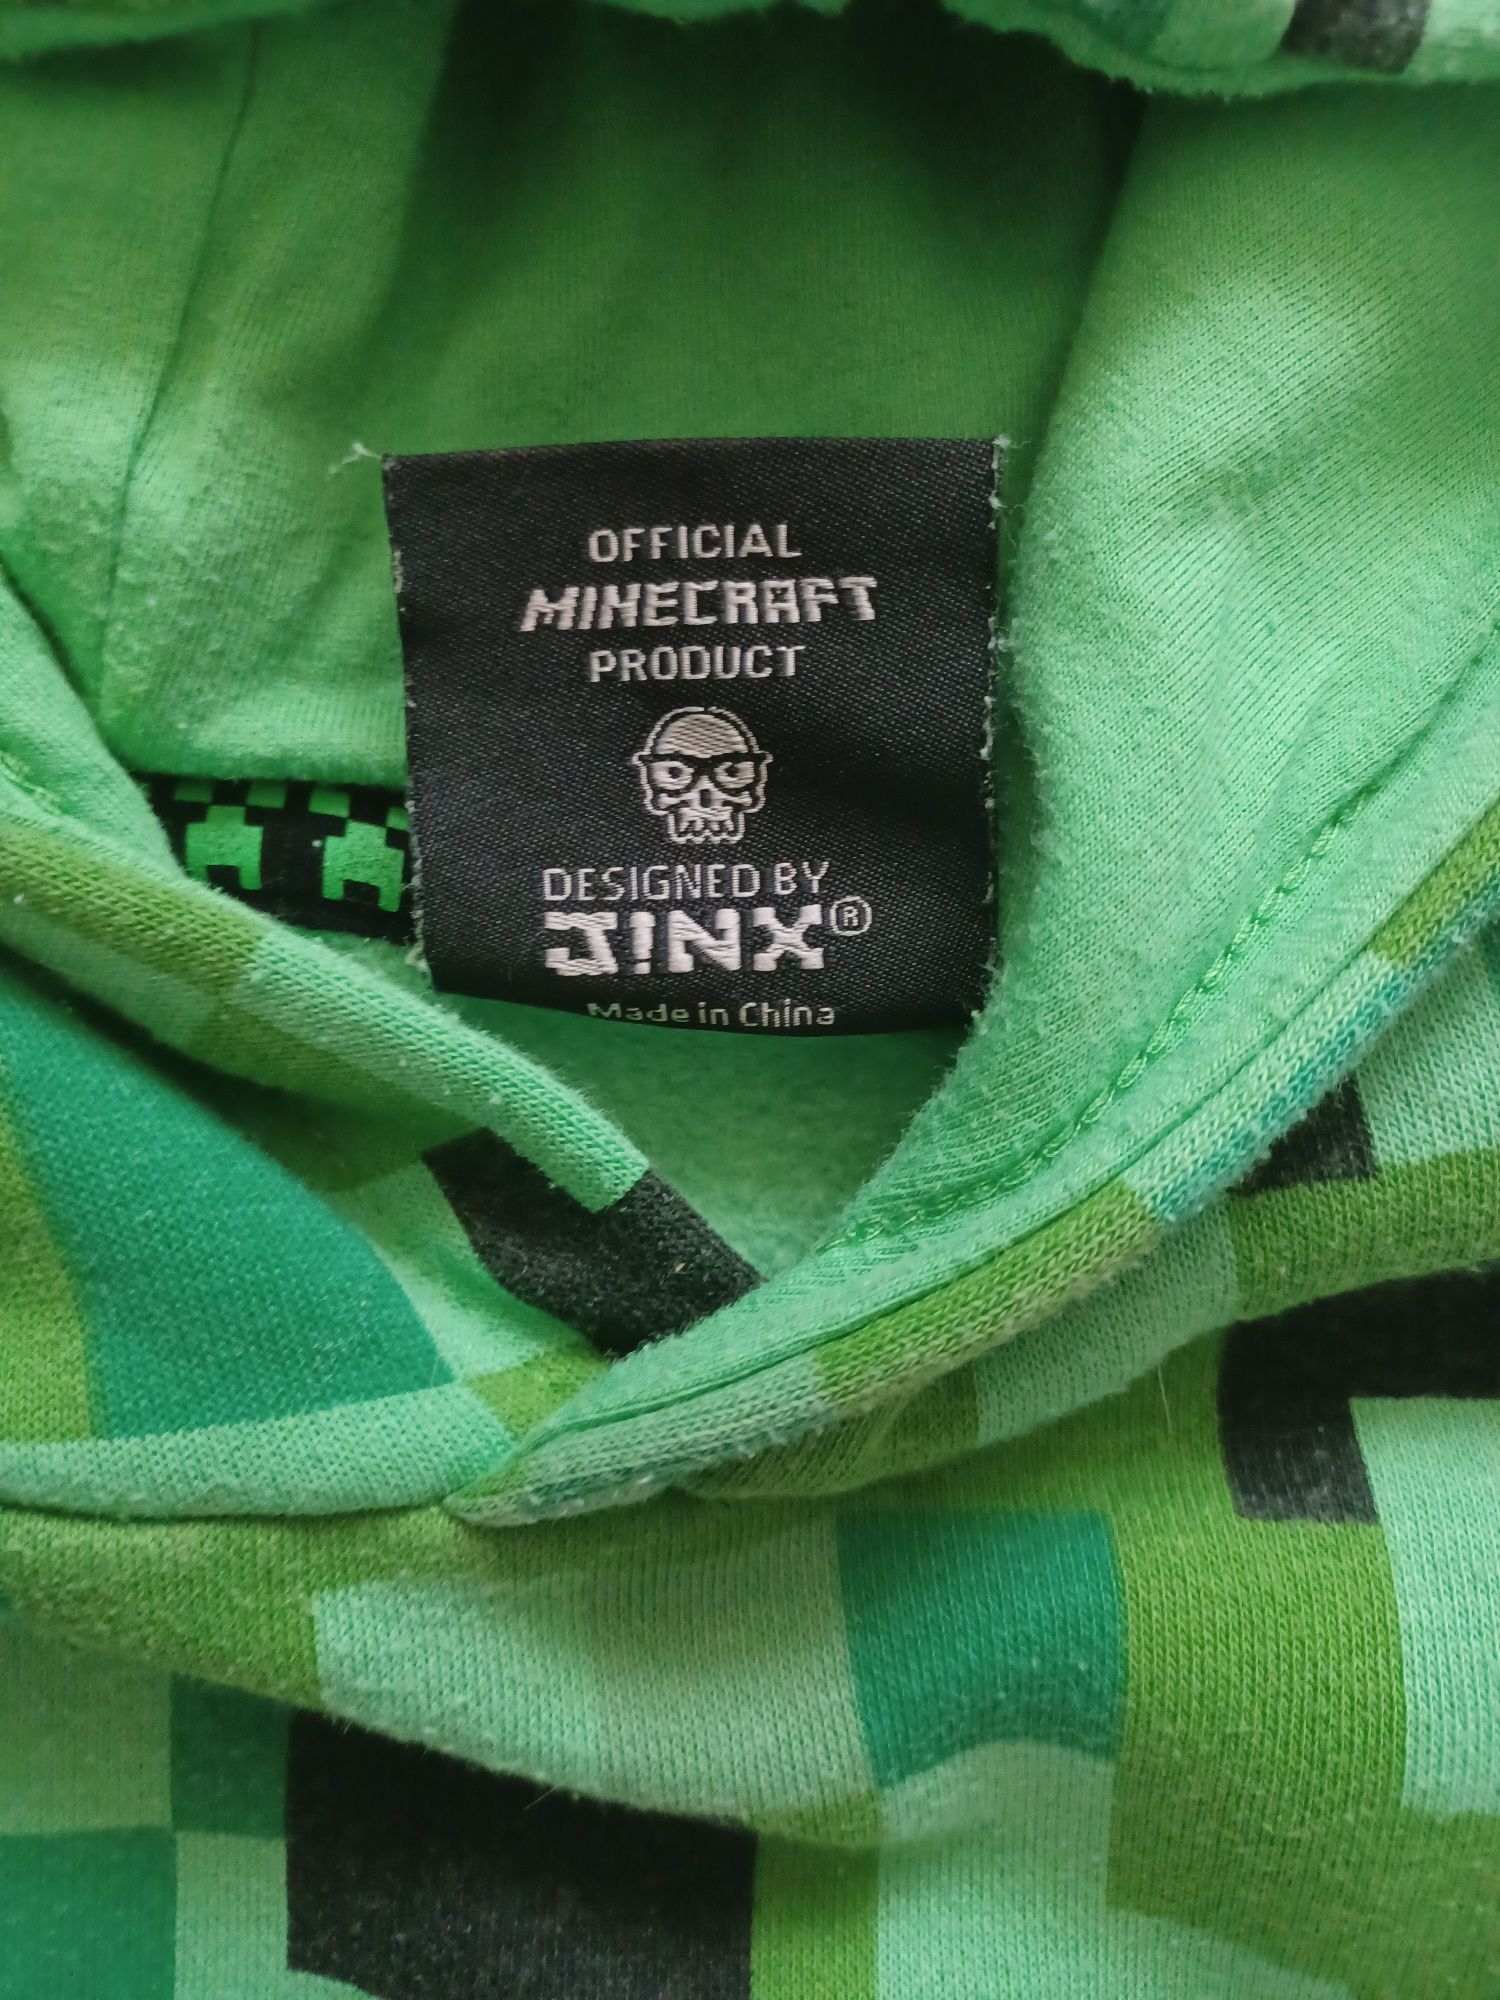 OFFICIAL
MINECRAFT
PRODUCT
DESIGNED BY
J!NX®
Made in China